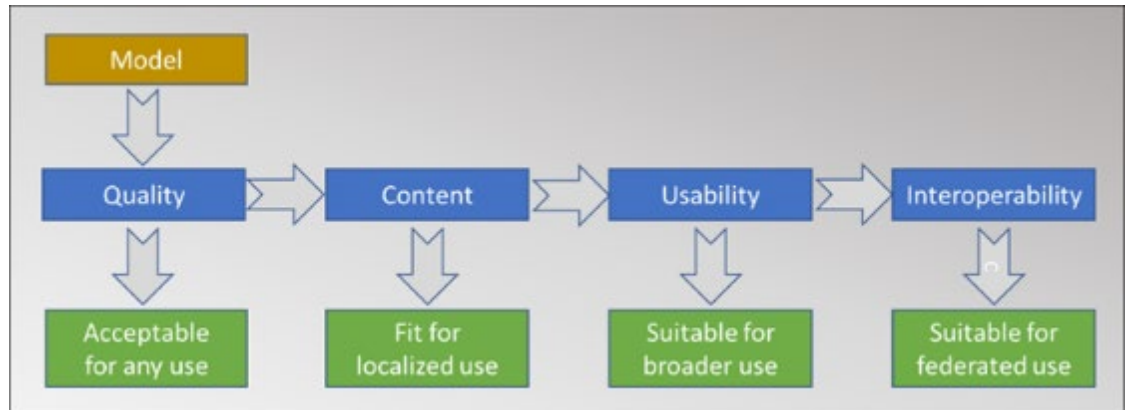 Model
Quality
Content
Usability
Interoperability
Acceptable
for any use
Fit for
localized use
Suitable for
broader use
Suitable for
federated use